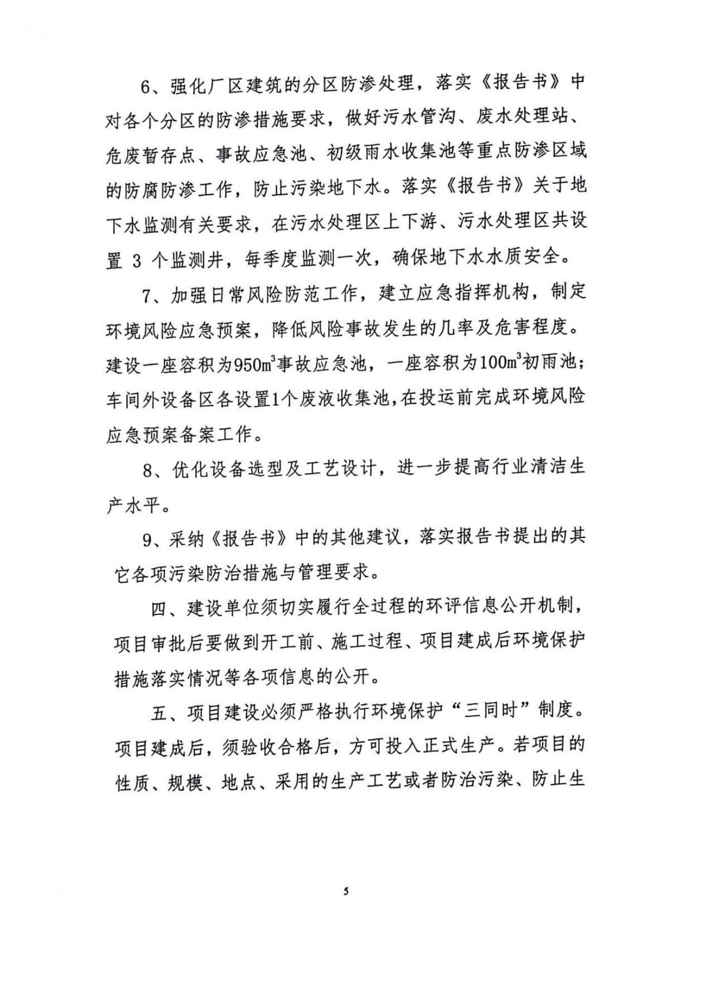 6、强化厂区建筑的分区防渗处理，落实《报告书》中
对各个分区的防渗措施要求，做好污水管沟、废水处理站、
危废暂存点、事故应急池、初级雨水收集池等重点防渗区域
的防腐防渗工作，防止污染地下水。落实《报告书》关于地
下水监测有关要求，在污水处理区上下游、污水处理区共设
置 3 个监测井，每季度监测一次，确保地下水水质安全。
7、加强日常风险防范工作，建立应急指挥机构，制定
环境风险应急预案，降低风险事故发生的几率及危害程度。
建设一座容积为950m³事故应急池，一座容积为100m³初雨池；
车间外设备区各设置1个废液收集池，在投运前完成环境风险
应急预案备案工作。
8、优化设备选型及工艺设计，进一步提高行业清洁生
产水平。
9、采纳《报告书》中的其他建议，落实报告书提出的其
它各项污染防治措施与管理要求。
四、建设单位须切实履行全过程的环评信息公开机制，
项目审批后要做到开工前、施工过程、项目建成后环境保护
措施落实情况等各项信息的公开。
五、项目建设必须严格执行环境保护“三同时”制度。
项目建成后，须验收合格后，方可投入正式生产。若项目的
性质、规模、地点、采用的生产工艺或者防治污染、防止生
5